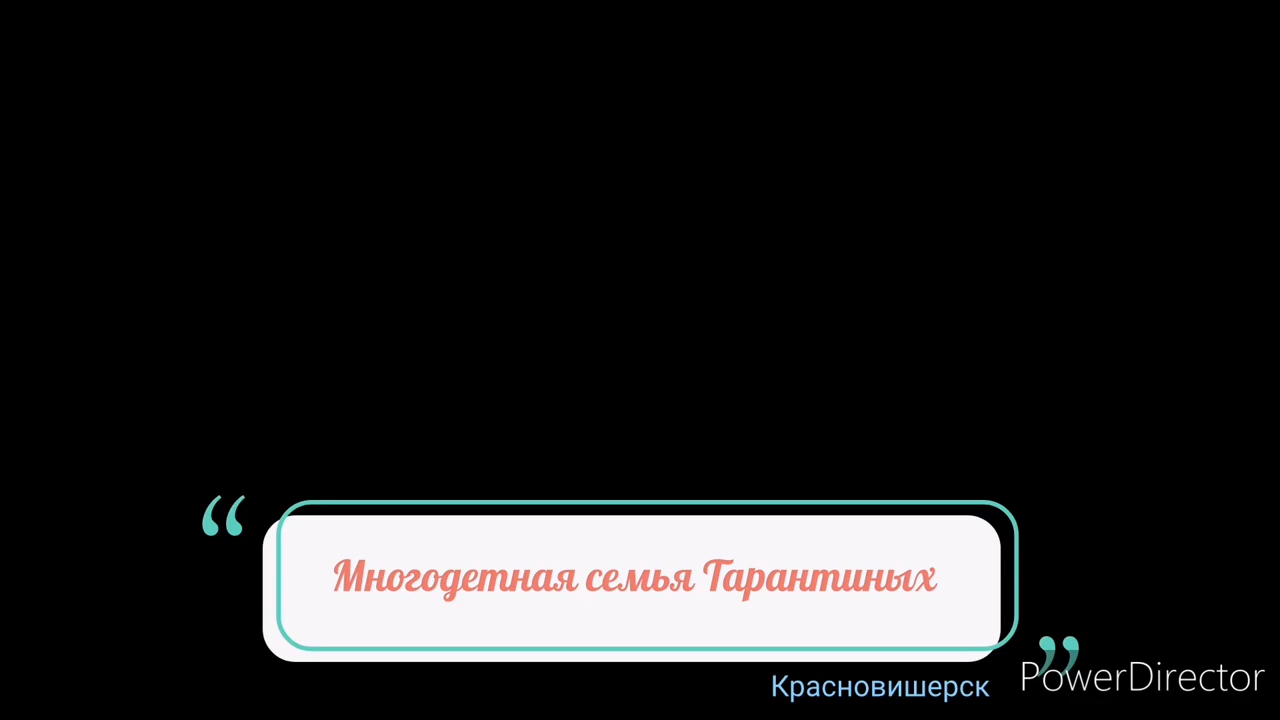 “
Многодетная семья Тарантиных
”
Красновишерск
PowerDirector